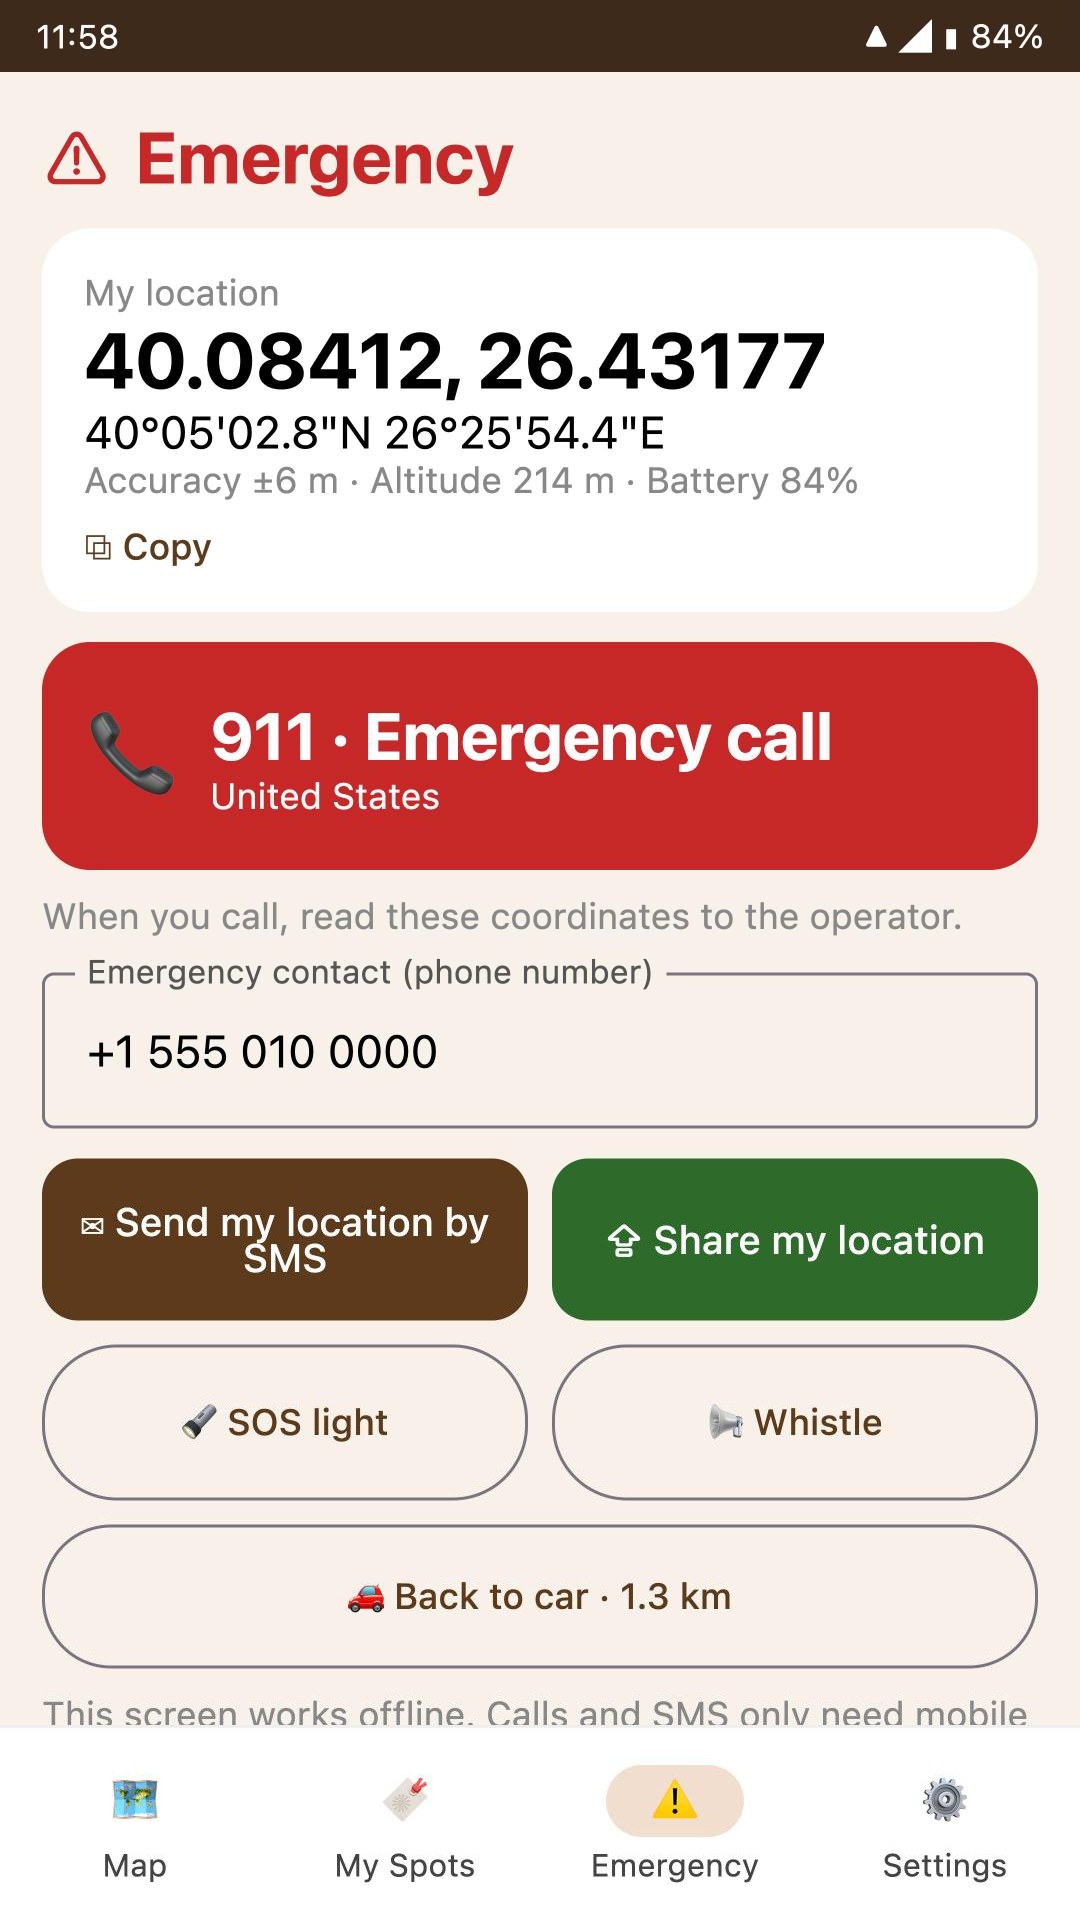 11:58
84%
Emergency
My location
40.08412, 26.43177
40°05'02.8"N 26°25'54.4"E
Accuracy ±6 m · Altitude 214 m · Battery 84%
Copy
911 · Emergency call
United States
When you call, read these coordinates to the operator.
Emergency contact (phone number)
+1 555 010 0000
Send my location by
SMS
Share my location
SOS light
Whistle
Back to car · 1.3 km
This screen works offline. Calls and SMS only need mobile
Map
My Spots
Emergency
Settings